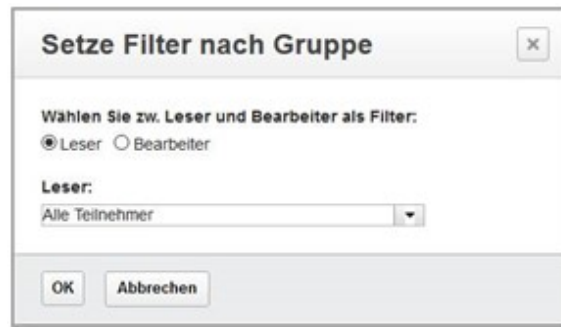 Setze Filter nach Gruppe
Wählen Sie zw. Leser und Bearbeiter als Filter:
Leser Bearbeiter
Leser:
Alle Teilnehmer
OK Abbrechen